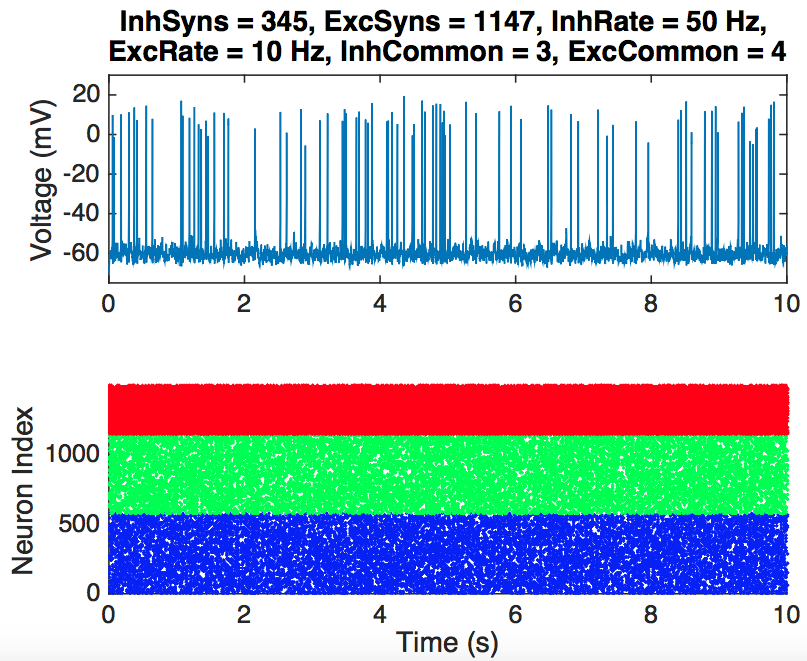 InhSyns = 345, ExcSyns = 1147, InhRate = 50 Hz,
ExcRate = 10 Hz, InhCommon = 3, ExcCommon = 4
Voltage (mV)
20
0
-20
-40
-60
0 2 4 6 8 10
Neuron Index
1000
500
0
0 2 4 6 8 10
Time (s)